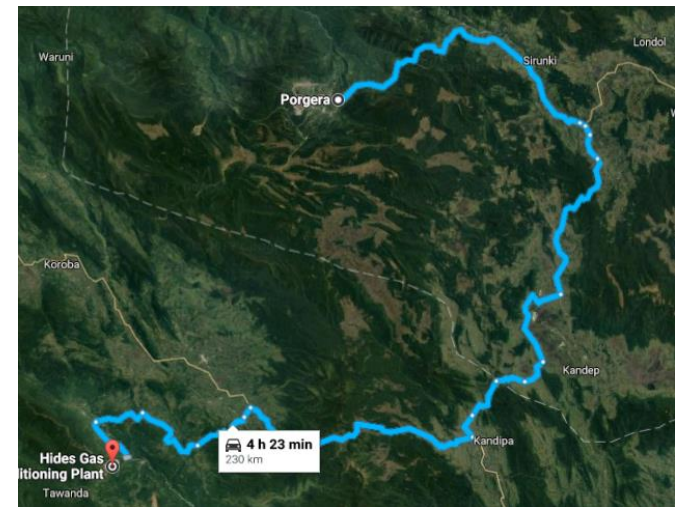 Londol
Waruni
Sirunki
Porgera
W
Koroba
Kandep
4 h 23 min
230 km
Kandipa
Hides Gas
itioning Plant
Tawanda